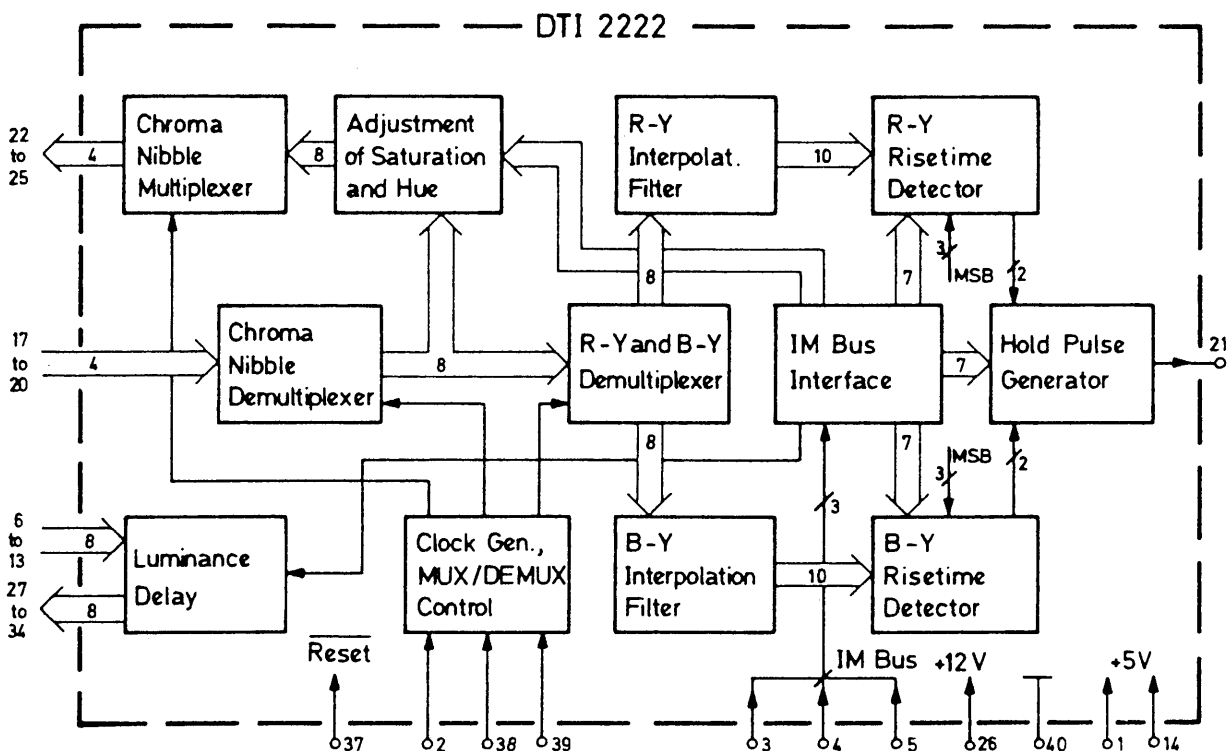 DTI 2222
22
to
25
4
Chroma
Nibble
Multiplexer
8
Adjustment
of Saturation
and Hue
R-Y
Interpolat.
Filter
10
R-Y
Risetime
Detector
8
7
3
MSB
2
17
to
20
4
Chroma
Nibble
Demultiplexer
8
R-Y and B-Y
Demultiplexer
IM Bus
Interface
7
Hold Pulse
Generator
21
8
7
3
MSB
2
3
6
to
13
8
27
to
34
8
Luminance
Delay
Clock Gen.,
MUX/DEMUX
Control
B-Y
Interpolation
Filter
10
B-Y
Risetime
Detector
Reset
IM Bus
+12V
+5V
37
2
38
39
3
4
5
26
40
1
14